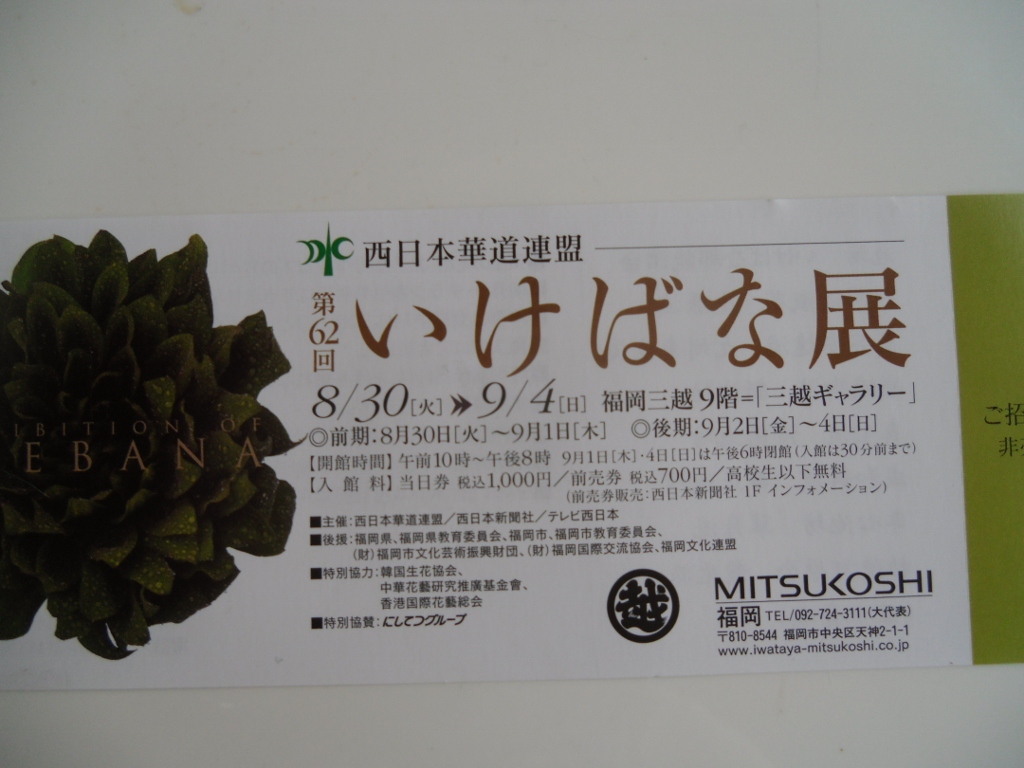 西日本華道連盟
第62回
いけばな展
8/30[火]➳9/4[日] 福岡三越 9階=「三越ギャラリー」
◎前期:8月30日[火]〜9月1日[木] ◎後期:9月2日[金]〜4日[日]
【開館時間】午前10時〜午後8時 9月1日[木]・4日[日]は午後6時閉館(入館は30分前まで)
【入館料】当日券 税込1,000円/前売券 税込700円/高校生以下無料
(前売券販売:西日本新聞社 1F インフォメーション)
■主催:西日本華道連盟/西日本新聞社/テレビ西日本
■後援:福岡県、福岡県教育委員会、福岡市、福岡市教育委員会、
(財)福岡市文化芸術振興財団、(財)福岡国際交流協会、福岡文化連盟
■特別協力:韓国生花協会、
中華花藝研究推廣基金會、
香港国際花藝総会
■特別協賛:にしてつグループ
越
MITSUKOSHI
福岡 TEL/092-724-3111(大代表)
〒810-8544 福岡市中央区天神2-1-1
www.iwataya-mitsukoshi.co.jp
IBITION OF
EBANA
ご招
非